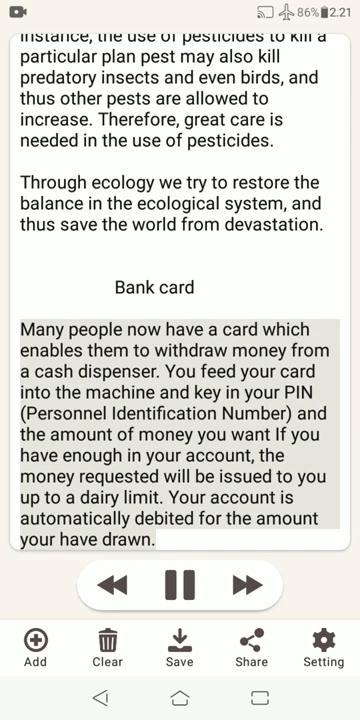 86% 2.21
instance, the use of pesticides to kill a
particular plan pest may also kill
predatory insects and even birds, and
thus other pests are allowed to
increase. Therefore, great care is
needed in the use of pesticides.
Through ecology we try to restore the
balance in the ecological system, and
thus save the world from devastation.
Bank card
Many people now have a card which
enables them to withdraw money from
a cash dispenser. You feed your card
into the machine and key in your PIN
(Personnel Identification Number) and
the amount of money you want If you
have enough in your account, the
money requested will be issued to you
up to a dairy limit. Your account is
automatically debited for the amount
your have drawn.
Add Clear Save Share Setting